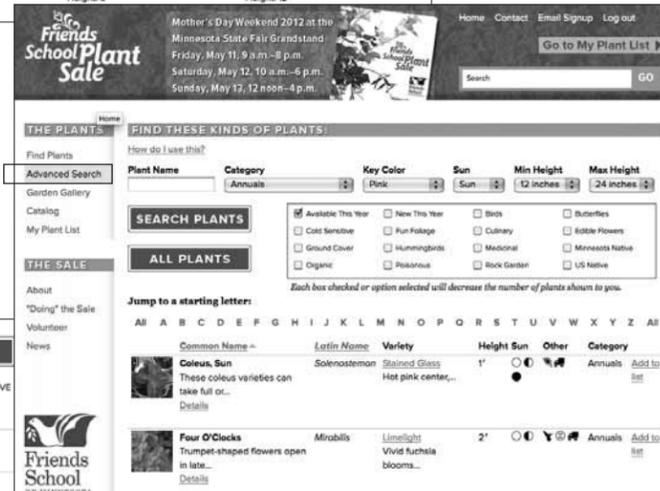 Friends
School Plant
Sale
Mother's Day Weekend 2012 at the
Minnesota State Fair Grandstand
Friday, May 11, 9 a.m.–8 p.m.
Saturday, May 12, 10 a.m.–6 p.m.
Sunday, May 13, 12 noon–4 p.m.
Friends
School
Plant
Sale
Home Contact Email Signup Log out
Go to My Plant List
Search GO
THE PLANTS
Home
Find Plants
Advanced Search
Garden Gallery
Catalog
My Plant List
THE SALE
About
"Doing" the Sale
Volunteer
News
VE
Friends
School
OF MINNESOTA
FIND THESE KINDS OF PLANTS:
How do I use this?
Plant Name Category Key Color Sun Min Height Max Height
Annuals Pink Sun 12 inches 24 inches
SEARCH PLANTS
ALL PLANTS
Available This Year New This Year Birds Butterflies
Cold Sensitive Fun Foliage Culinary Edible Flowers
Ground Cover Hummingbirds Medicinal Minnesota Native
Organic Poisonous Rock Garden US Native
Each box checked or option selected will decrease the number of plants shown to you.
Jump to a starting letter:
All A B C D E F G H I J K L M N O P Q R S T U V W X Y Z All
Common Name Latin Name Variety Height Sun Other Category
Coleus, Sun Solenostemon Stained Glass 1' Annuals Add to
These coleus varieties can Hot pink center,... list
take full or...
Details
Four O'Clocks Mirabilis Limelight 2' Annuals Add to
Trumpet-shaped flowers open Vivid fuchsia list
in late... blooms...
Details